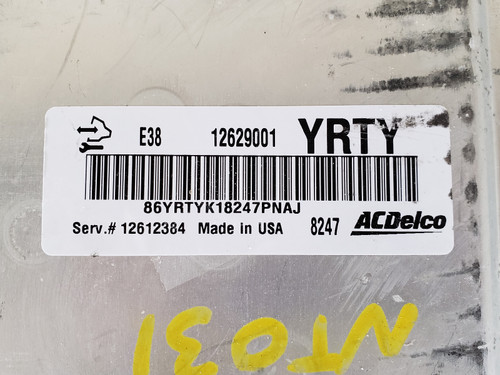 E38 12629001 YRTY
86YRTYK18247PNAJ
Serv.# 12612384 Made in USA 8247 ACDelco
NT031